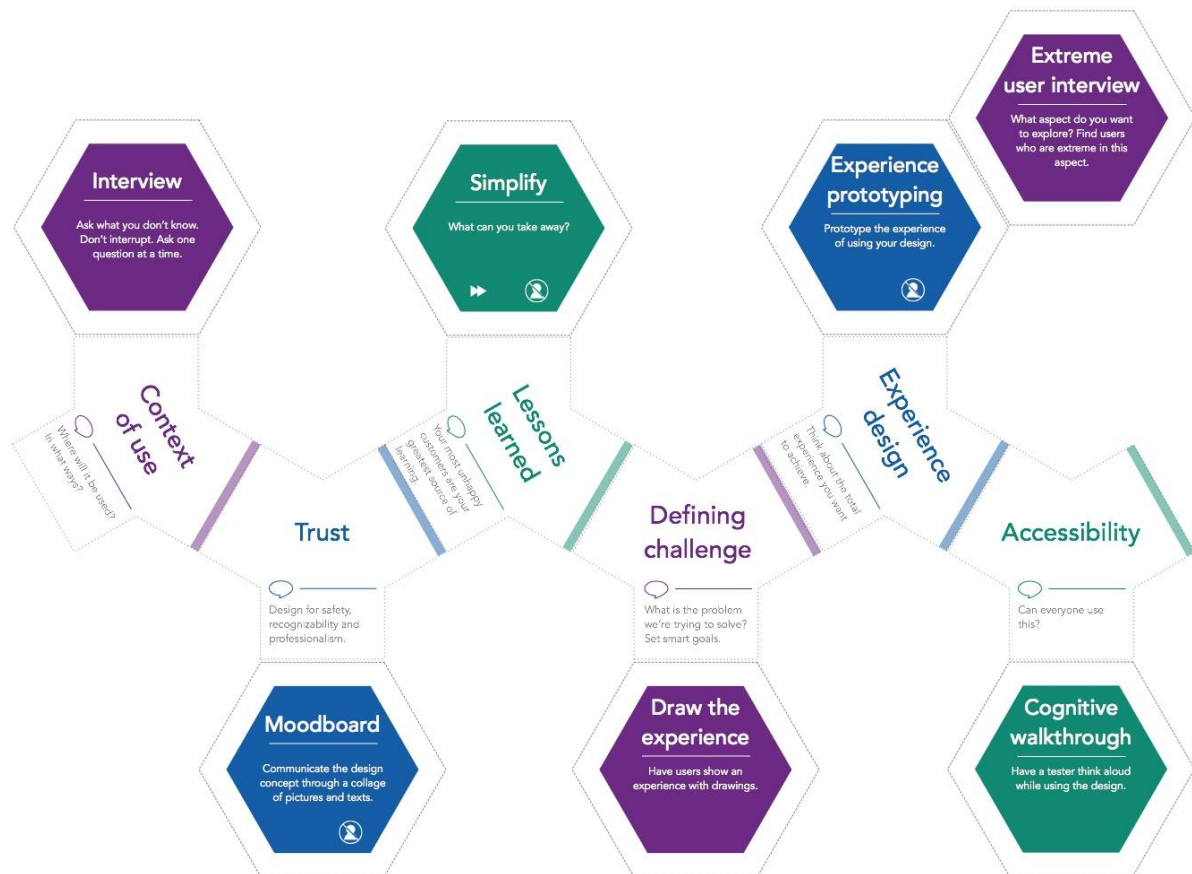 Extreme
user interview
What aspect do you want
to explore? Find users
who are extreme in this
aspect.
Interview
Ask what you don't know.
Don't interrupt. Ask one
question at a time.
Simplify
What can you take away?
Experience
prototyping
Prototype the experience
of using your design.
Context
of use
Where will it be used?
In what ways?
Lessons
learned
Your most unhappy
customers are your
greatest source of
learning.
Experience
design
Think about the total
experience you want
to achieve
Trust
Design for safety,
recognizability and
professionalism.
Defining
challenge
What is the problem
we're trying to solve?
Set smart goals.
Accessibility
Can everyone use
this?
Moodboard
Communicate the design
concept through a collage
of pictures and texts.
Draw the
experience
Have users show an
experience with drawings.
Cognitive
walkthrough
Have a tester think aloud
while using the design.